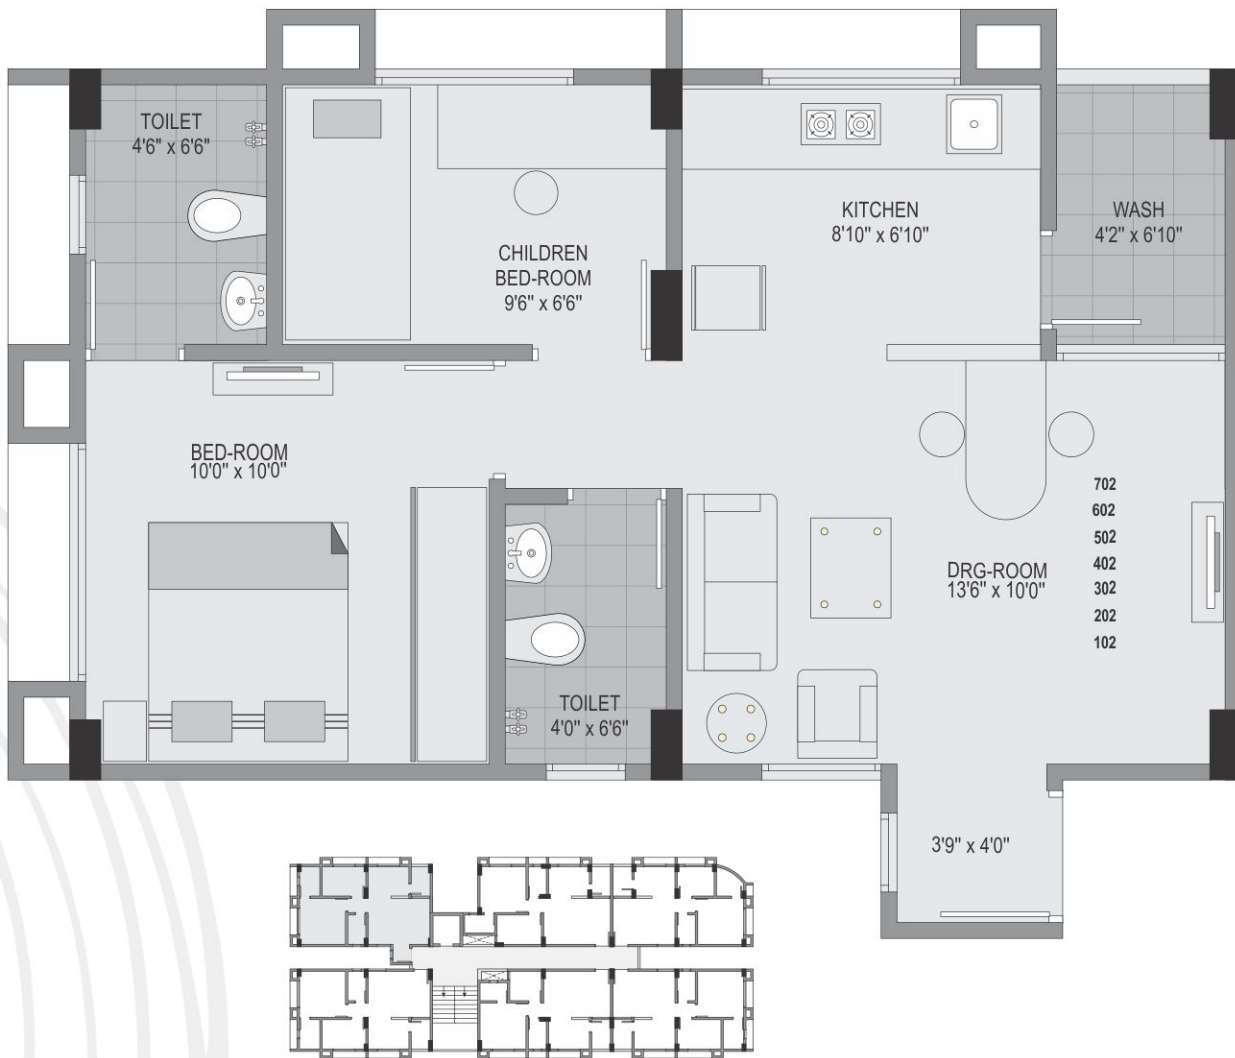 TOILET
4'6" x 6'6"
CHILDREN
BED-ROOM
9'6" x 6'6"
KITCHEN
8'10" x 6'10"
WASH
4'2" x 6'10"
BED-ROOM
10'0" x 10'0"
TOILET
4'0" x 6'6"
DRG-ROOM
13'6" x 10'0"
702
602
502
402
302
202
102
3'9" x 4'0"